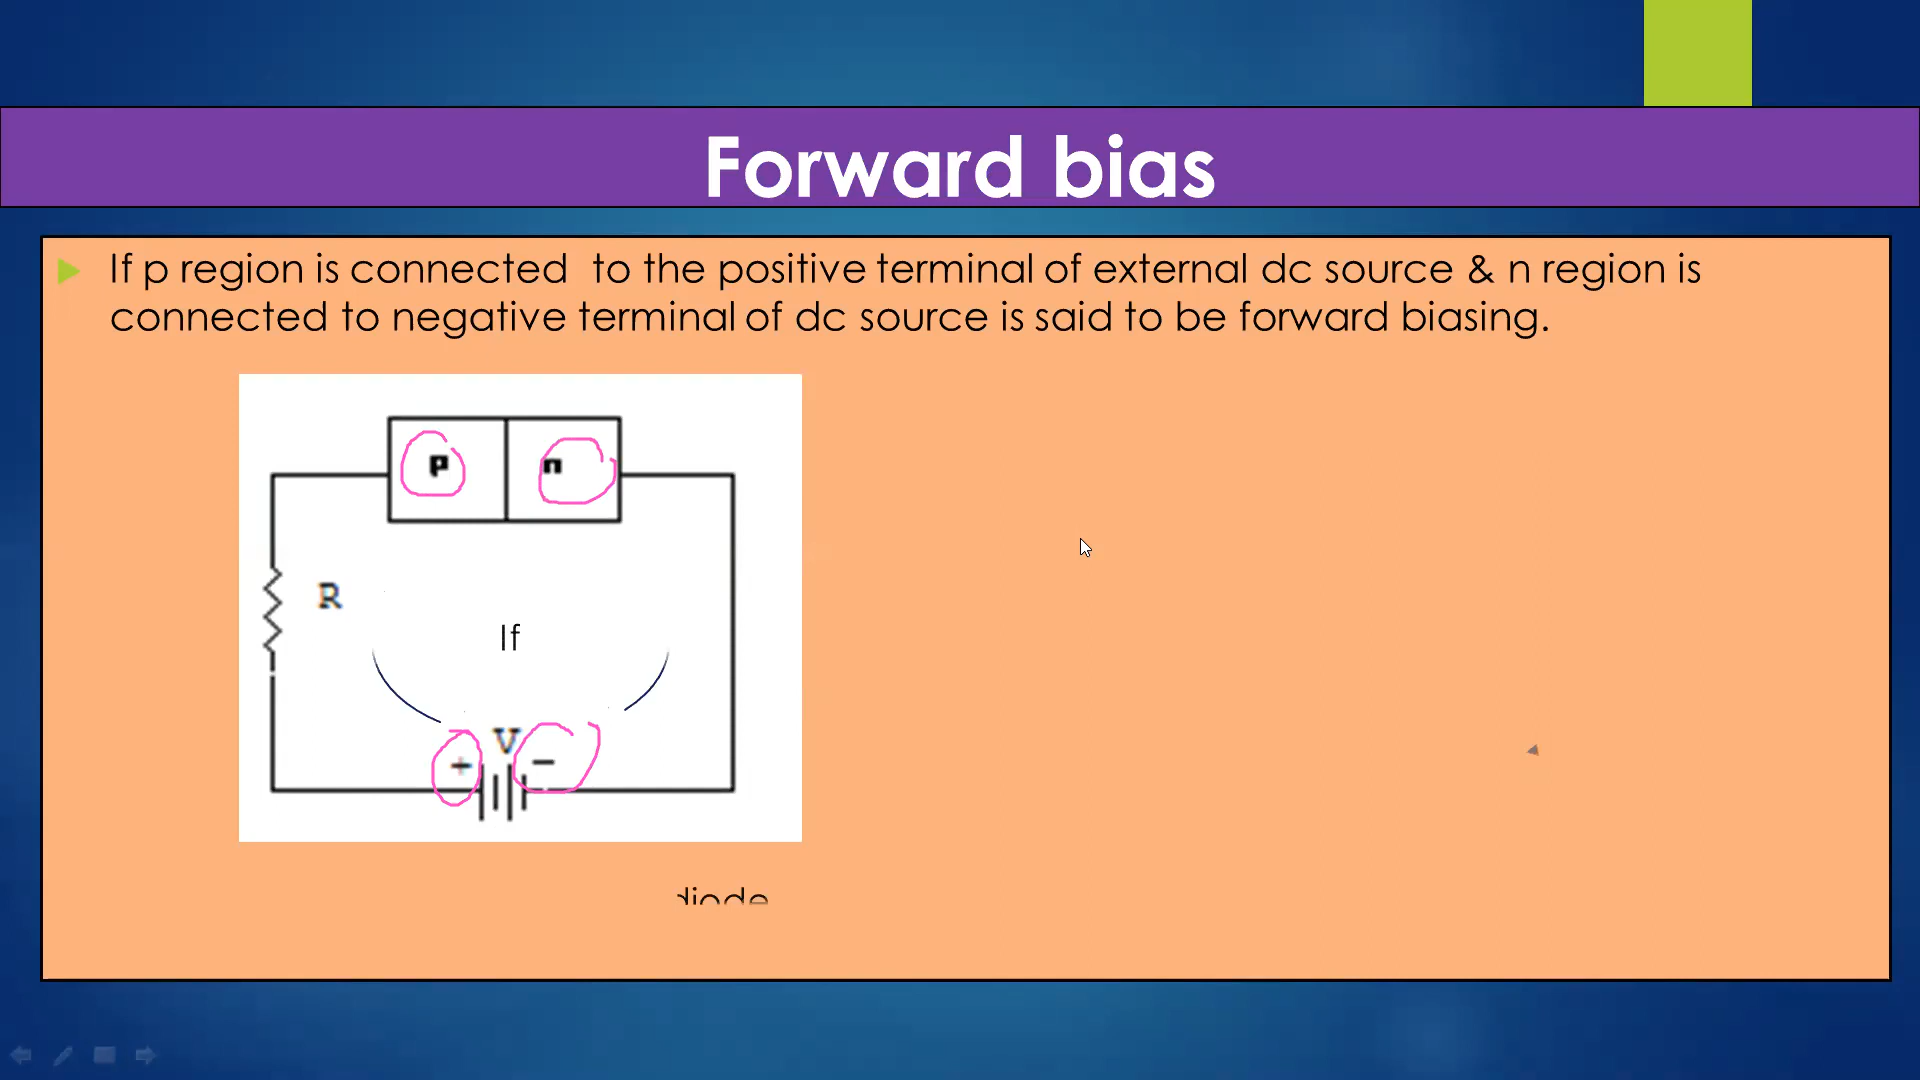 Forward bias
If p region is connected  to the positive terminal of external dc source & n region is
connected to negative terminal of dc source is said to be forward biasing.
p n
R
If
V
+ −
diode